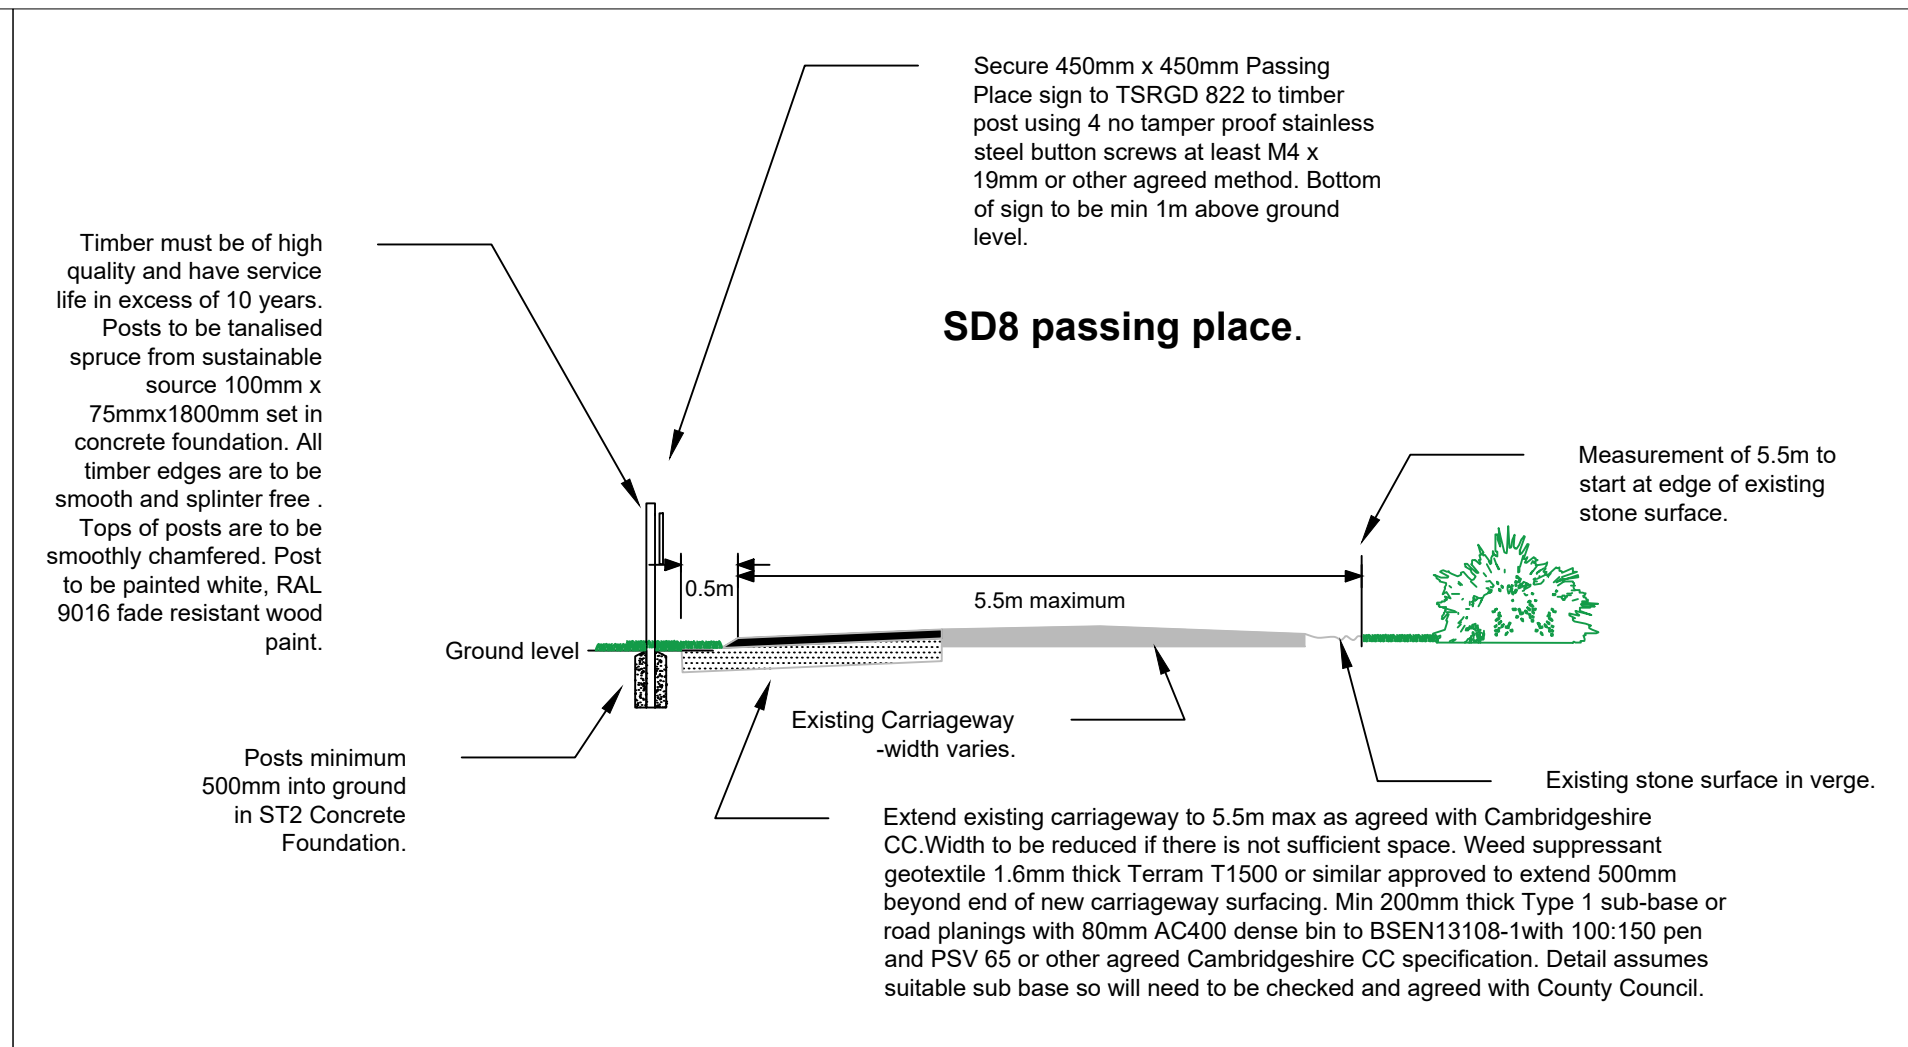 Secure 450mm x 450mm Passing
Place sign to TSRGD 822 to timber
post using 4 no tamper proof stainless
steel button screws at least M4 x
19mm or other agreed method. Bottom
of sign to be min 1m above ground
level.
SD8 passing place.
Timber must be of high
quality and have service
life in excess of 10 years.
Posts to be tanalised
spruce from sustainable
source 100mm x
75mmx1800mm set in
concrete foundation. All
timber edges are to be
smooth and splinter free .
Tops of posts are to be
smoothly chamfered. Post
to be painted white, RAL
9016 fade resistant wood
paint.
Measurement of 5.5m to
start at edge of existing
stone surface.
0.5m
5.5m maximum
Ground level
Existing Carriageway
-width varies.
Posts minimum
500mm into ground
in ST2 Concrete
Foundation.
Existing stone surface in verge.
Extend existing carriageway to 5.5m max as agreed with Cambridgeshire
CC.Width to be reduced if there is not sufficient space. Weed suppressant
geotextile 1.6mm thick Terram T1500 or similar approved to extend 500mm
beyond end of new carriageway surfacing. Min 200mm thick Type 1 sub-base or
road planings with 80mm AC400 dense bin to BSEN13108-1with 100:150 pen
and PSV 65 or other agreed Cambridgeshire CC specification. Detail assumes
suitable sub base so will need to be checked and agreed with County Council.